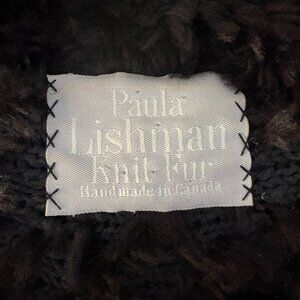 Paula
Lishman
Knit Fur
Handmade in Canada